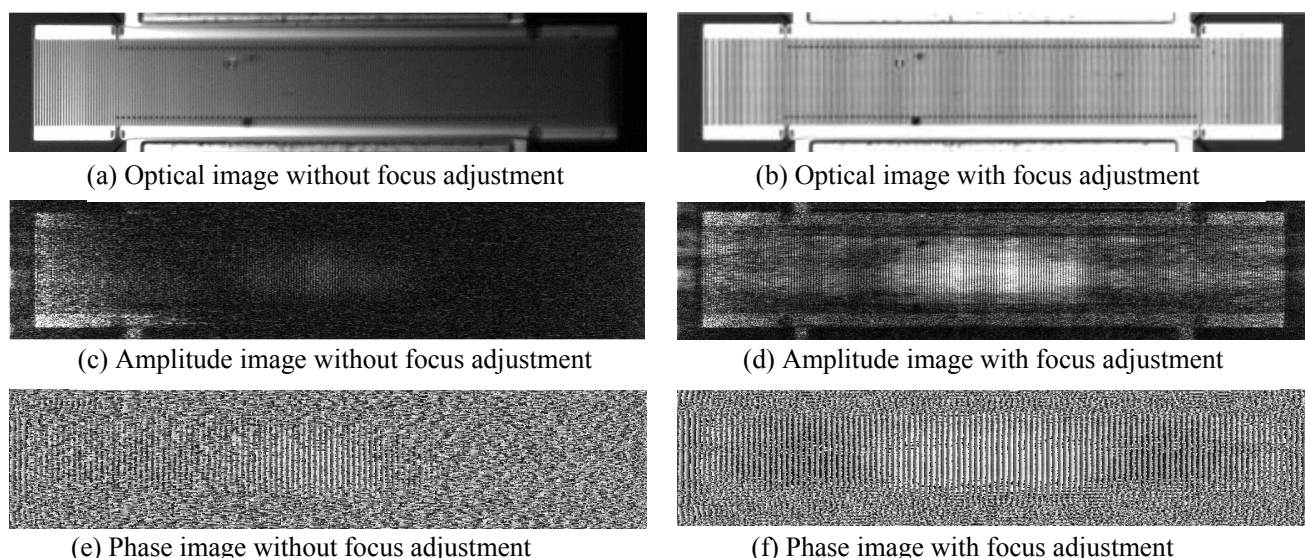 (a) Optical image without focus adjustment
(b) Optical image with focus adjustment
(c) Amplitude image without focus adjustment
(d) Amplitude image with focus adjustment
(e) Phase image without focus adjustment
(f) Phase image with focus adjustment